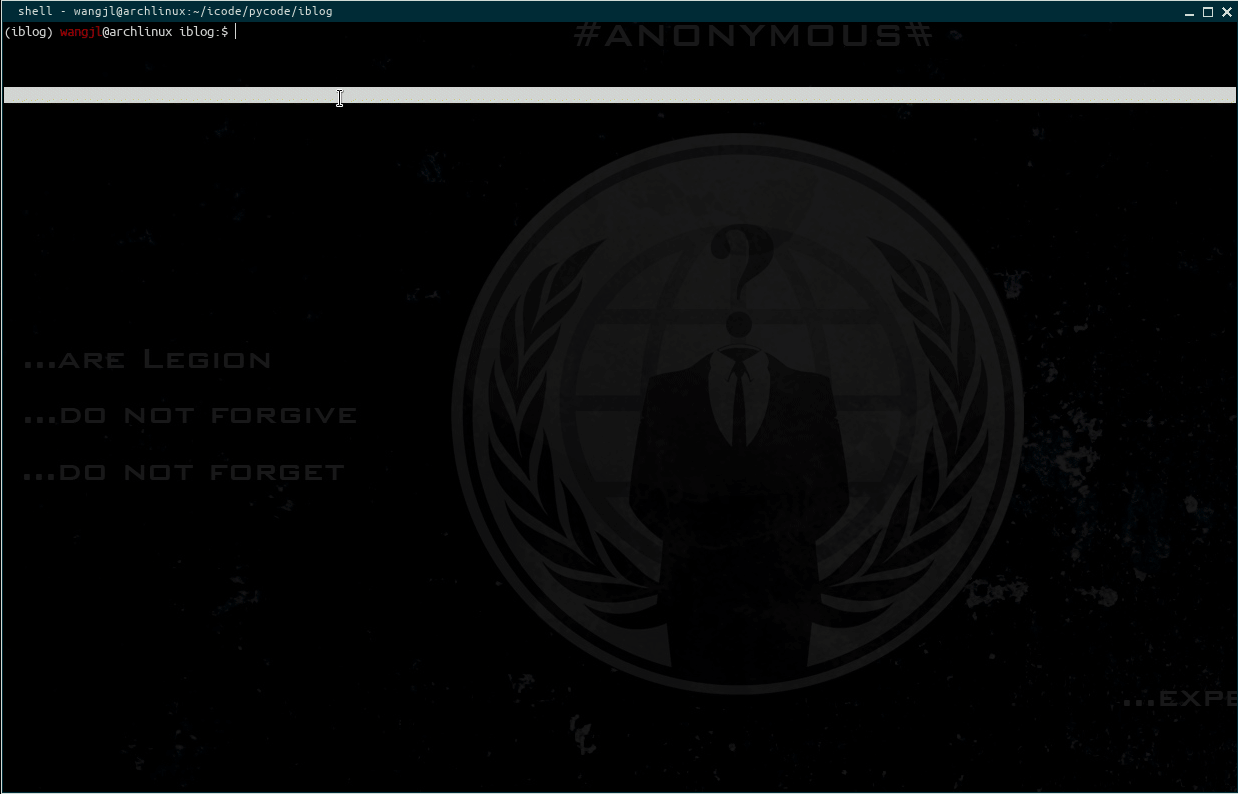 shell - wangjl@archlinux:~/icode/pycode/iblog
(iblog) wangjl@archlinux iblog:$
#ANONYMOUS#
...ARE LEGION
...DO NOT FORGIVE
...DO NOT FORGET
...EXPE